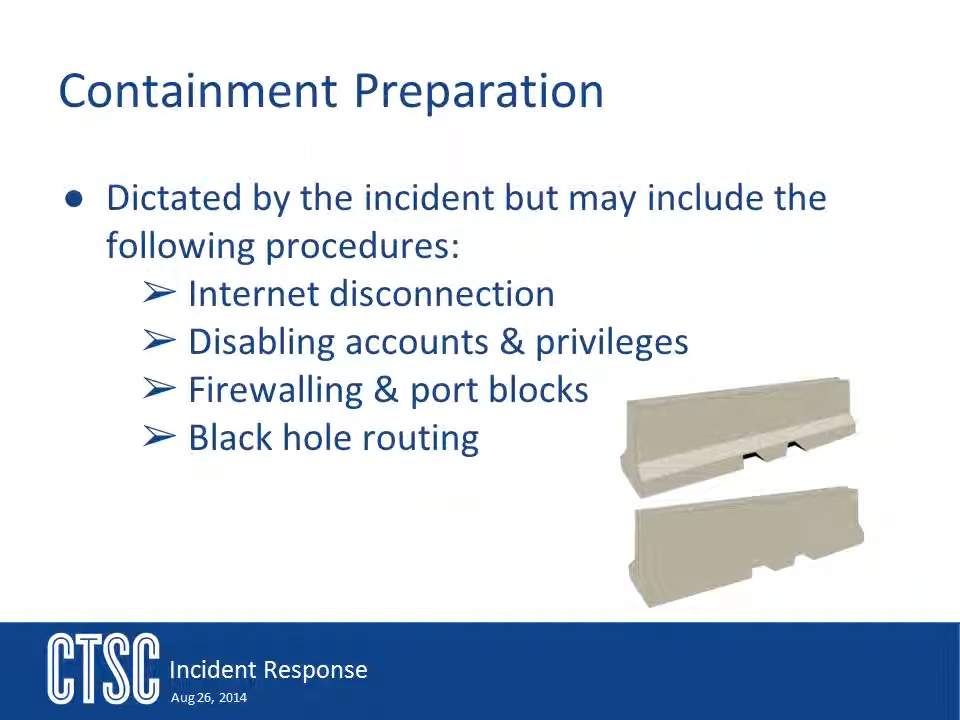 Containment Preparation
● Dictated by the incident but may include the
following procedures:
➢ Internet disconnection
➢ Disabling accounts & privileges
➢ Firewalling & port blocks
➢ Black hole routing
CTSC Incident Response
Aug 26, 2014